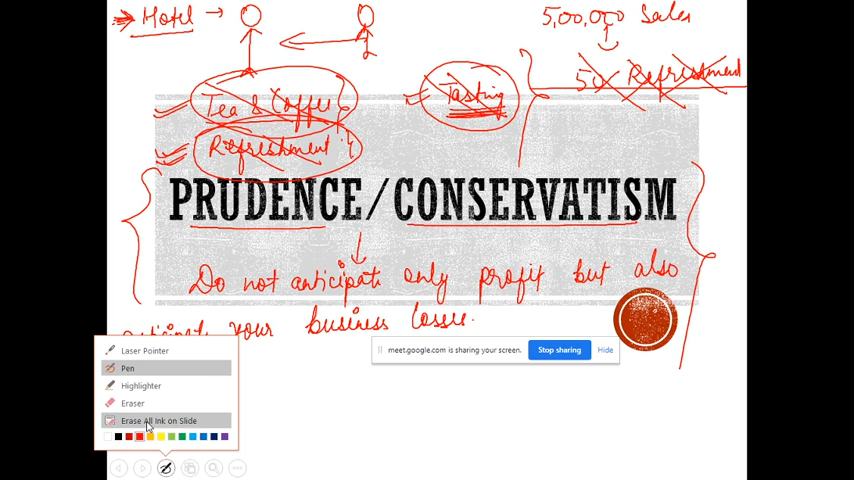 Hotel
5,00,000 Sales
50 Refreshment
Tea & Coffee
Tasting
Refreshment
PRUDENCE/CONSERVATISM
Do not anticipate only profit but also
anticipate your business losses.
Laser Pointer
Pen
Highlighter
Eraser
Erase All Ink on Slide
meet.google.com is sharing your screen.
Stop sharing
Hide